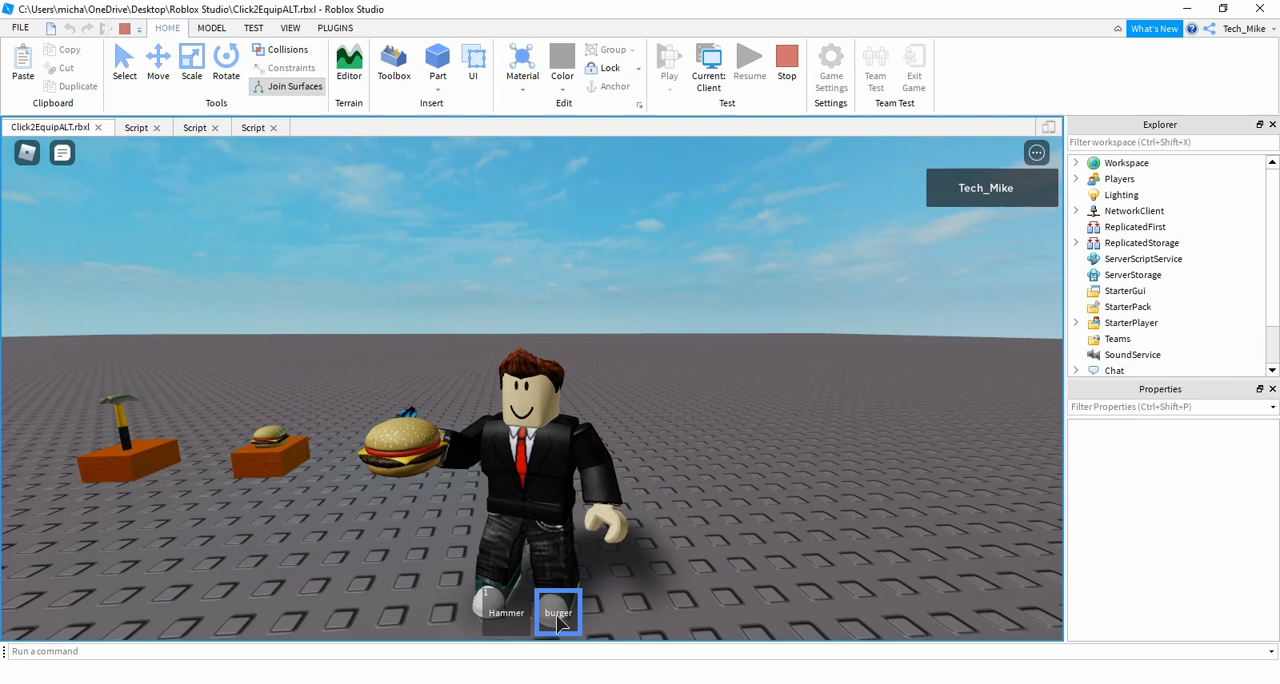 C:\Users\micha\OneDrive\Desktop\Roblox Studio\Click2EquipALT.rbxl - Roblox Studio
FILE HOME MODEL TEST VIEW PLUGINS What's New Tech_Mike
Paste
Copy
Cut
Duplicate
Clipboard
Select Move Scale Rotate
Collisions
Constraints
Join Surfaces
Tools
Editor
Terrain
Toolbox Part UI
Insert
Material Color
Group
Lock
Anchor
Edit
Play Current: Client Resume Stop
Test
Game Settings
Settings
Team Test Exit Game
Team Test
Click2EquipALT.rbxl Script Script Script
Tech_Mike
1
Hammer burger
Explorer
Filter workspace (Ctrl+Shift+X)
Workspace
Players
Lighting
NetworkClient
ReplicatedFirst
ReplicatedStorage
ServerScriptService
ServerStorage
StarterGui
StarterPack
StarterPlayer
Teams
SoundService
Chat
Properties
Filter Properties (Ctrl+Shift+P)
Run a command